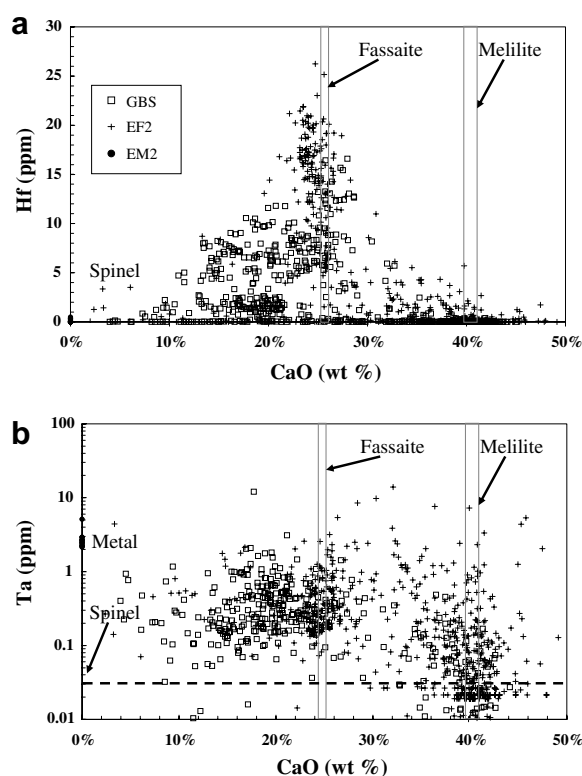 a
Hf (ppm)
30
25
20
15
10
5
0
GBS
EF2
EM2
Fassaite
Melilite
Spinel
0%
10%
20%
30%
40%
50%
CaO (wt %)
b
Ta (ppm)
100
10
1
0.1
0.01
Fassaite
Melilite
Metal
Spinel
0%
10%
20%
30%
40%
50%
CaO (wt %)